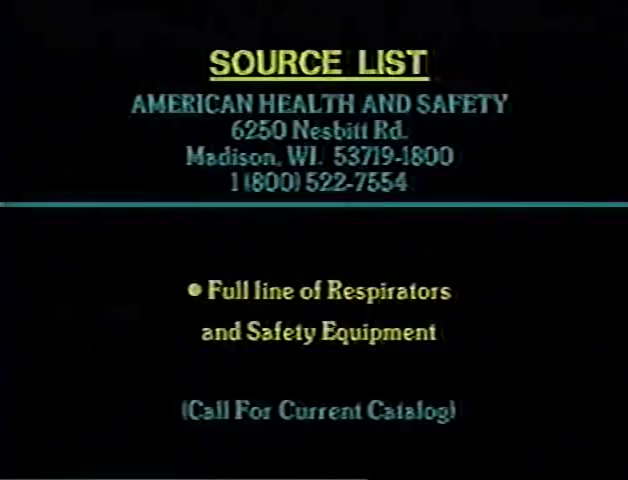 SOURCE LIST
AMERICAN HEALTH AND SAFETY
6250 Nesbitt Rd.
Madison, WI. 53719-1800
1 (800) 522-7554
● Full line of Respirators
and Safety Equipment
(Call For Current Catalog)